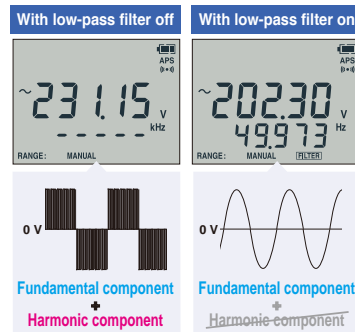 With low-pass filter off
APS
~231.15 V
- - - - - kHz
RANGE: MANUAL
0 V
Fundamental component
+
Harmonic component
With low-pass filter on
APS
~202.30 V
49.973 Hz
RANGE: MANUAL FILTER
0 V
Fundamental component
+
Harmonic component